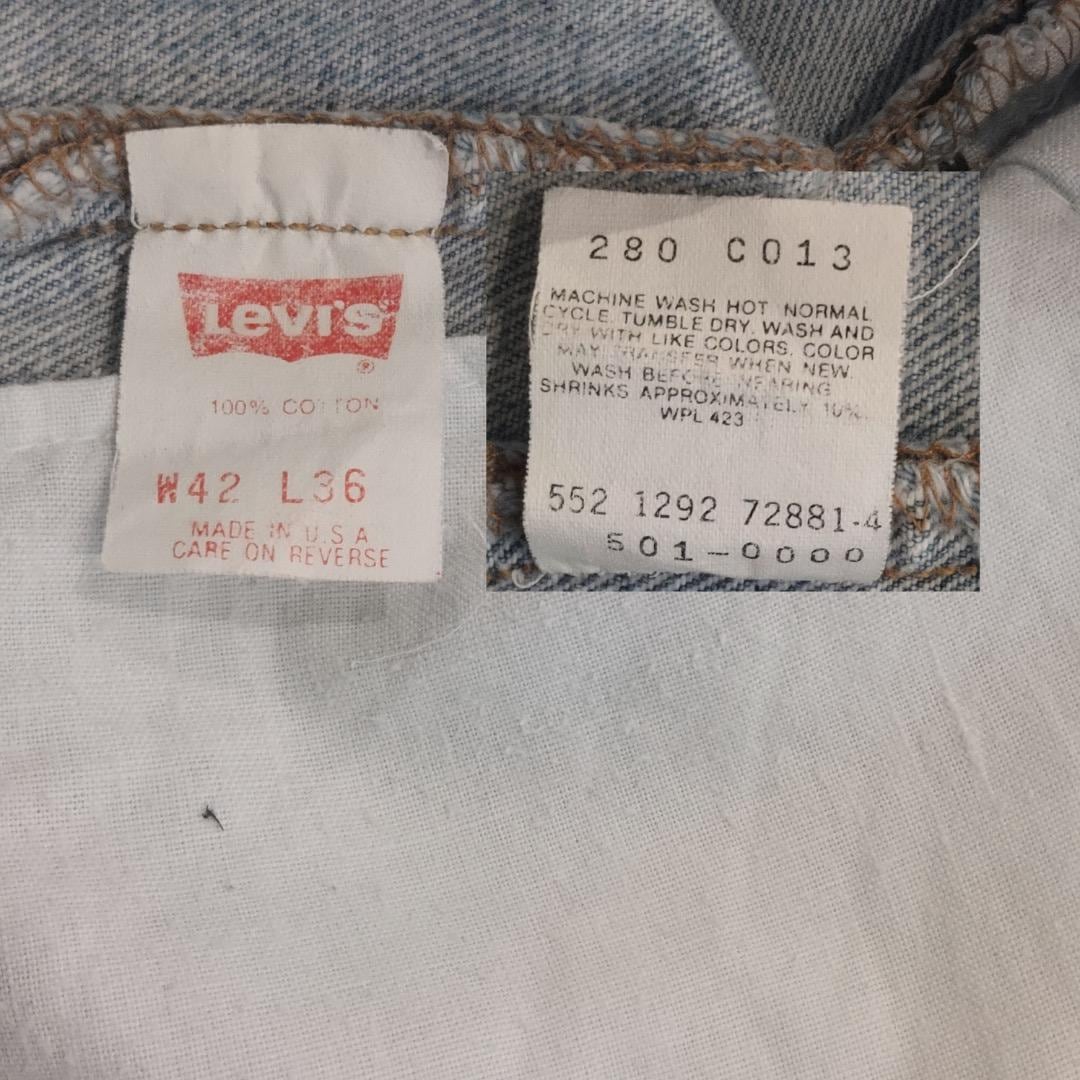 Levi's
®
100% COTTON
W42 L36
MADE IN U.S.A
CARE ON REVERSE
280 C013
MACHINE WASH HOT NORMAL
CYCLE. TUMBLE DRY. WASH AND
DRY WITH LIKE COLORS. COLOR
MAY TRANSFER WHEN NEW.
WASH BEFORE WEARING
SHRINKS APPROXIMATELY 10%
WPL 423
552 1292 72881-4
501-0000